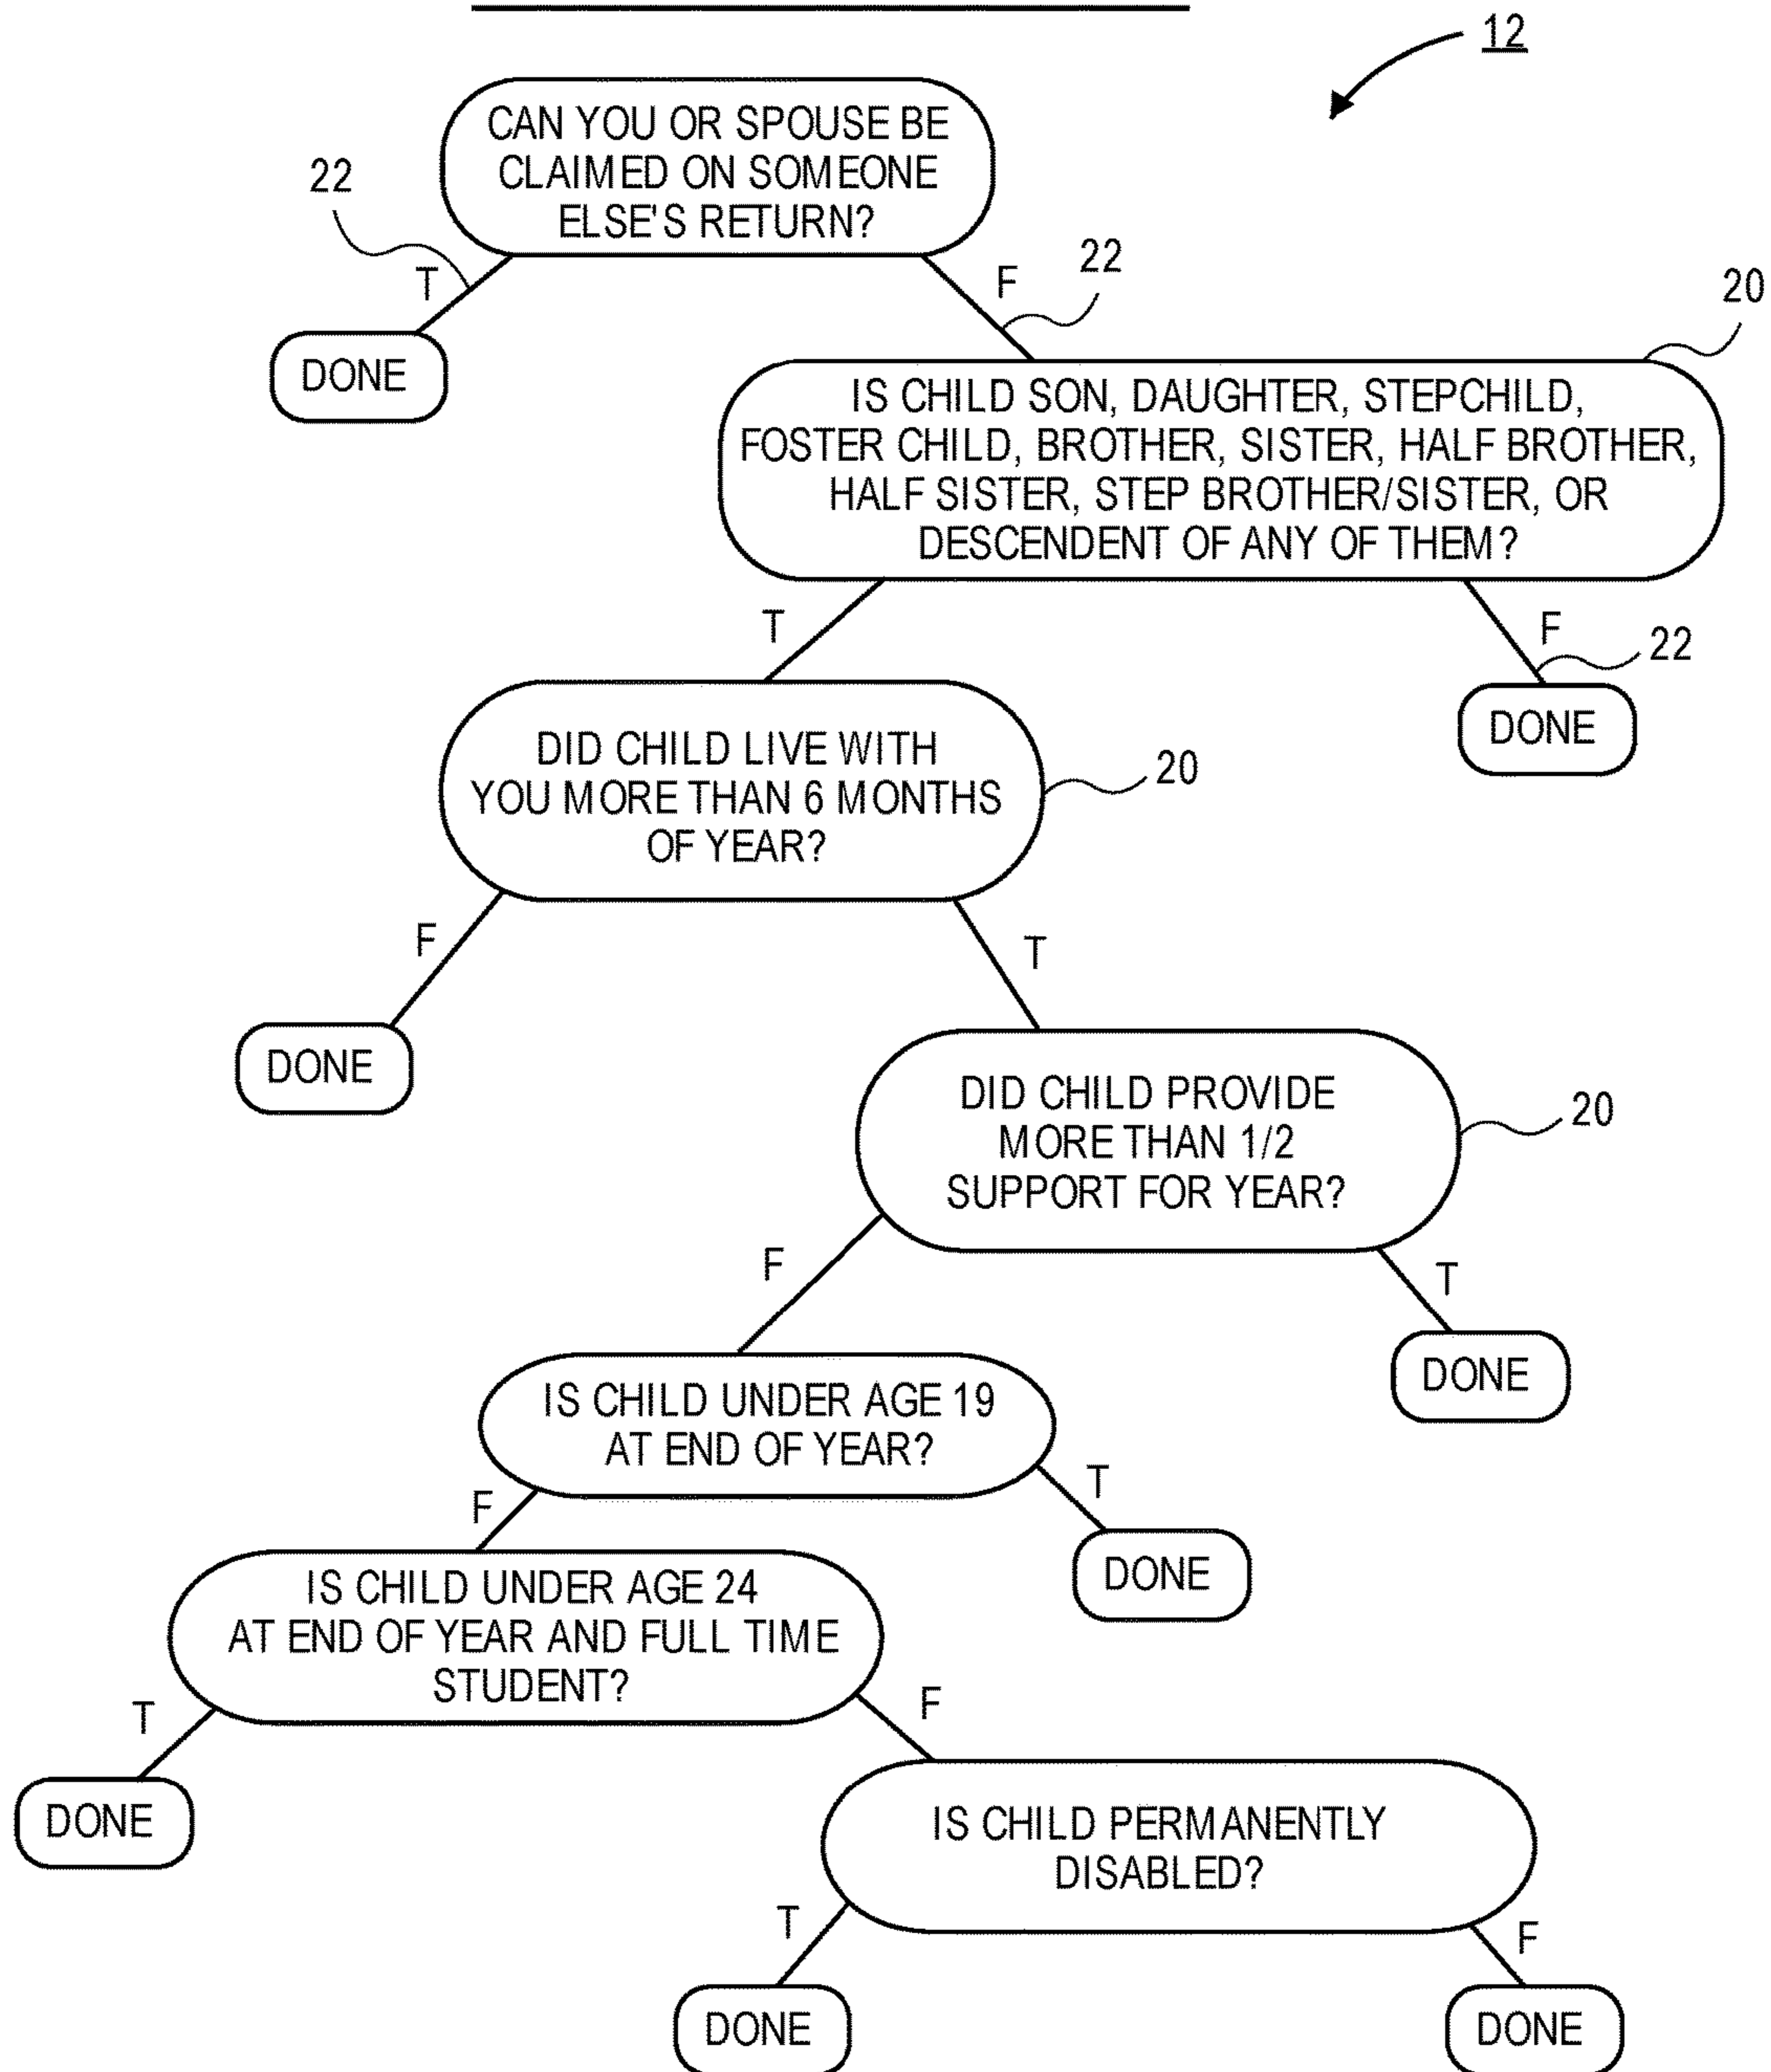 12
CAN YOU OR SPOUSE BE
CLAIMED ON SOMEONE
ELSE'S RETURN?
22
T
F
22
20
DONE
IS CHILD SON, DAUGHTER, STEPCHILD,
FOSTER CHILD, BROTHER, SISTER, HALF BROTHER,
HALF SISTER, STEP BROTHER/SISTER, OR
DESCENDENT OF ANY OF THEM?
T
F
22
DONE
DID CHILD LIVE WITH
YOU MORE THAN 6 MONTHS
OF YEAR?
20
F
T
DONE
DID CHILD PROVIDE
MORE THAN 1/2
SUPPORT FOR YEAR?
20
F
T
DONE
IS CHILD UNDER AGE 19
AT END OF YEAR?
F
T
DONE
IS CHILD UNDER AGE 24
AT END OF YEAR AND FULL TIME
STUDENT?
T
F
DONE
IS CHILD PERMANENTLY
DISABLED?
T
F
DONE
DONE